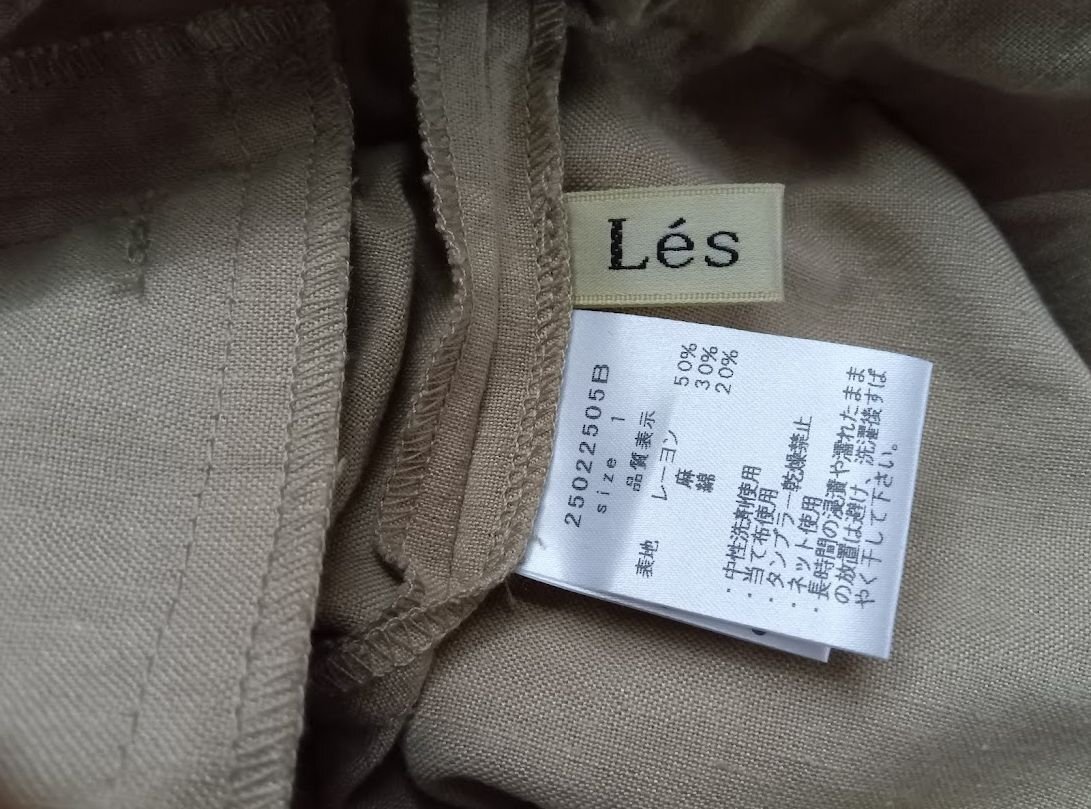 Lés
25022505B
size 1
品質表示
表地 レーヨン 50%
麻 30%
綿 20%
・中性洗剤使用
・当て布使用
・タンブラー乾燥禁止
・ネット使用
・長時間の浸漬や濡れたまま
の放置は避け、洗濯後すば
やく干して下さい。